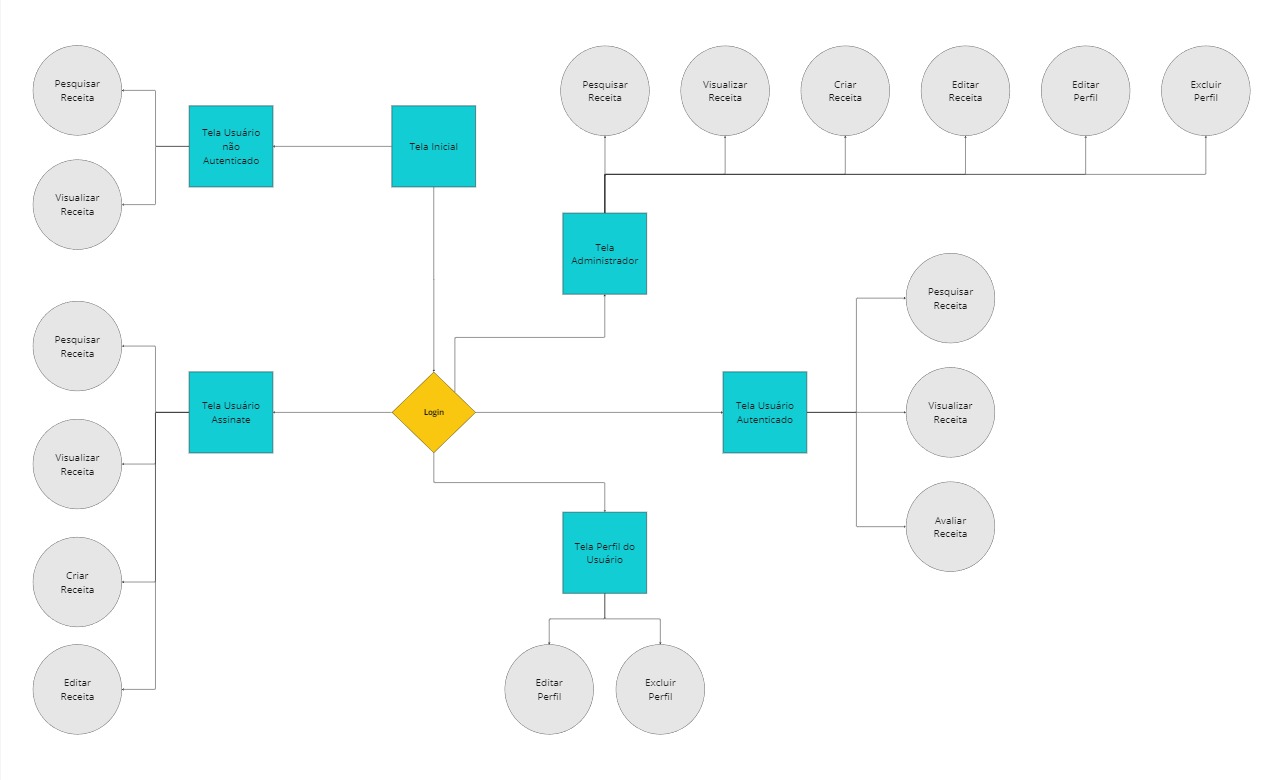 Pesquisar
Receita
Visualizar
Receita
Criar
Receita
Editar
Receita
Editar
Perfil
Excluir
Perfil
Pesquisar
Receita
Tela Usuário
não
Autenticado
Tela Inicial
Visualizar
Receita
Tela
Administrador
Pesquisar
Receita
Pesquisar
Receita
Tela Usuário
Assinate
Login
Tela Usuário
Autenticado
Visualizar
Receita
Visualizar
Receita
Avaliar
Receita
Tela Perfil do
Usuário
Criar
Receita
Editar
Receita
Editar
Perfil
Excluir
Perfil